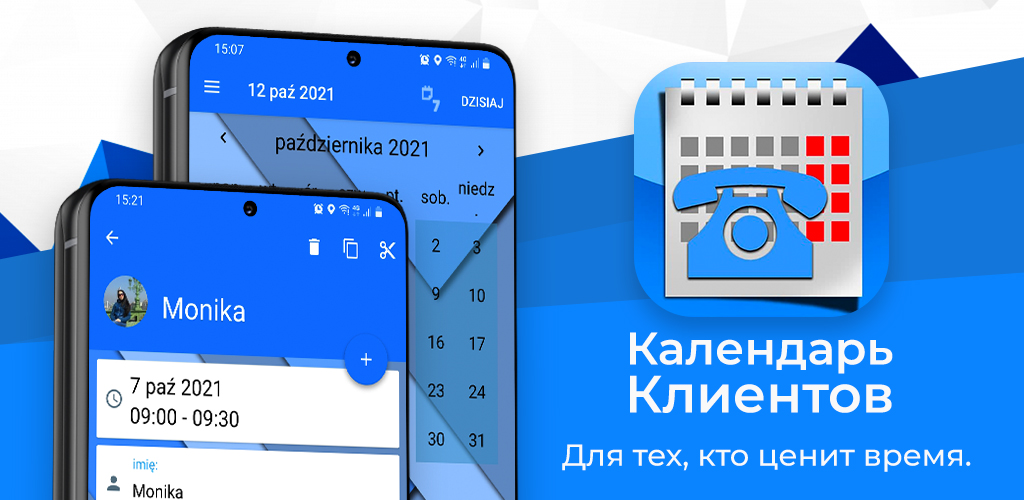 15:07
12 paź 2021
7
DZISIAJ
października 2021
pt.
sob.
niedz
.
2 3
9 10
16 17
23 24
30 31
15:21
Monika
+
7 paź 2021
09:00 - 09:30
imię:
Monika
Календарь
Клиентов
Для тех, кто ценит время.